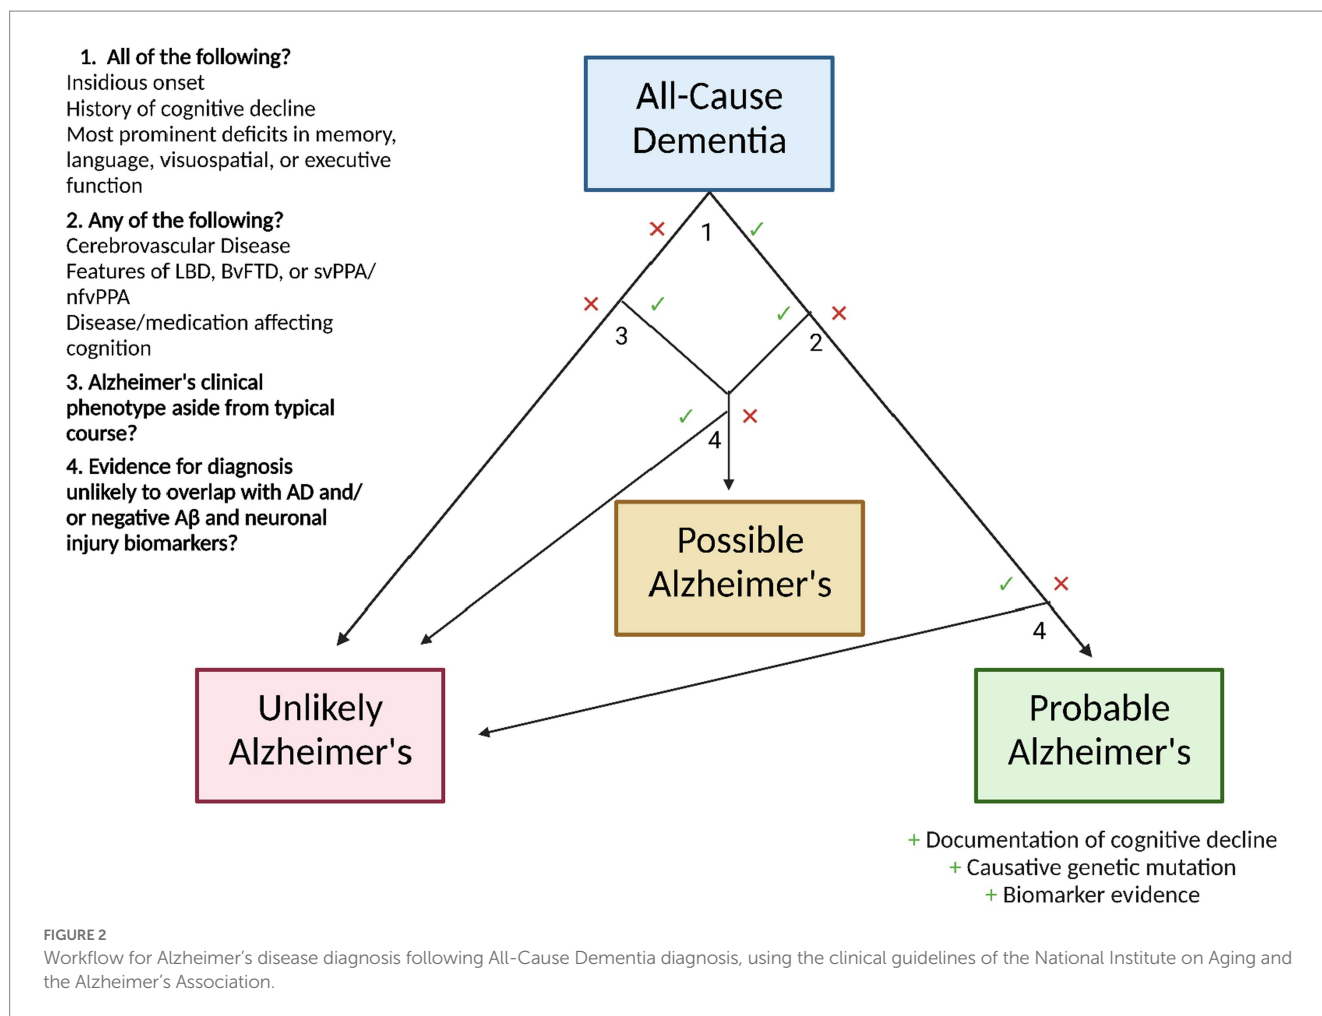 1. All of the following?
Insidious onset
History of cognitive decline
Most prominent deficits in memory,
language, visuospatial, or executive
function
2. Any of the following?
Cerebrovascular Disease
Features of LBD, BvFTD, or svPPA/
nfvPPA
Disease/medication affecting
cognition
3. Alzheimer's clinical
phenotype aside from typical
course?
4. Evidence for diagnosis
unlikely to overlap with AD and/
or negative Aβ and neuronal
injury biomarkers?
All-Cause
Dementia
✕ 1 ✓
✕ ✓
3
✓ ✕
2
✓ ✕
4
Possible
Alzheimer's
✓ ✕
4
Unlikely
Alzheimer's
Probable
Alzheimer's
+ Documentation of cognitive decline
+ Causative genetic mutation
+ Biomarker evidence
FIGURE 2
Workflow for Alzheimer's disease diagnosis following All-Cause Dementia diagnosis, using the clinical guidelines of the National Institute on Aging and
the Alzheimer's Association.